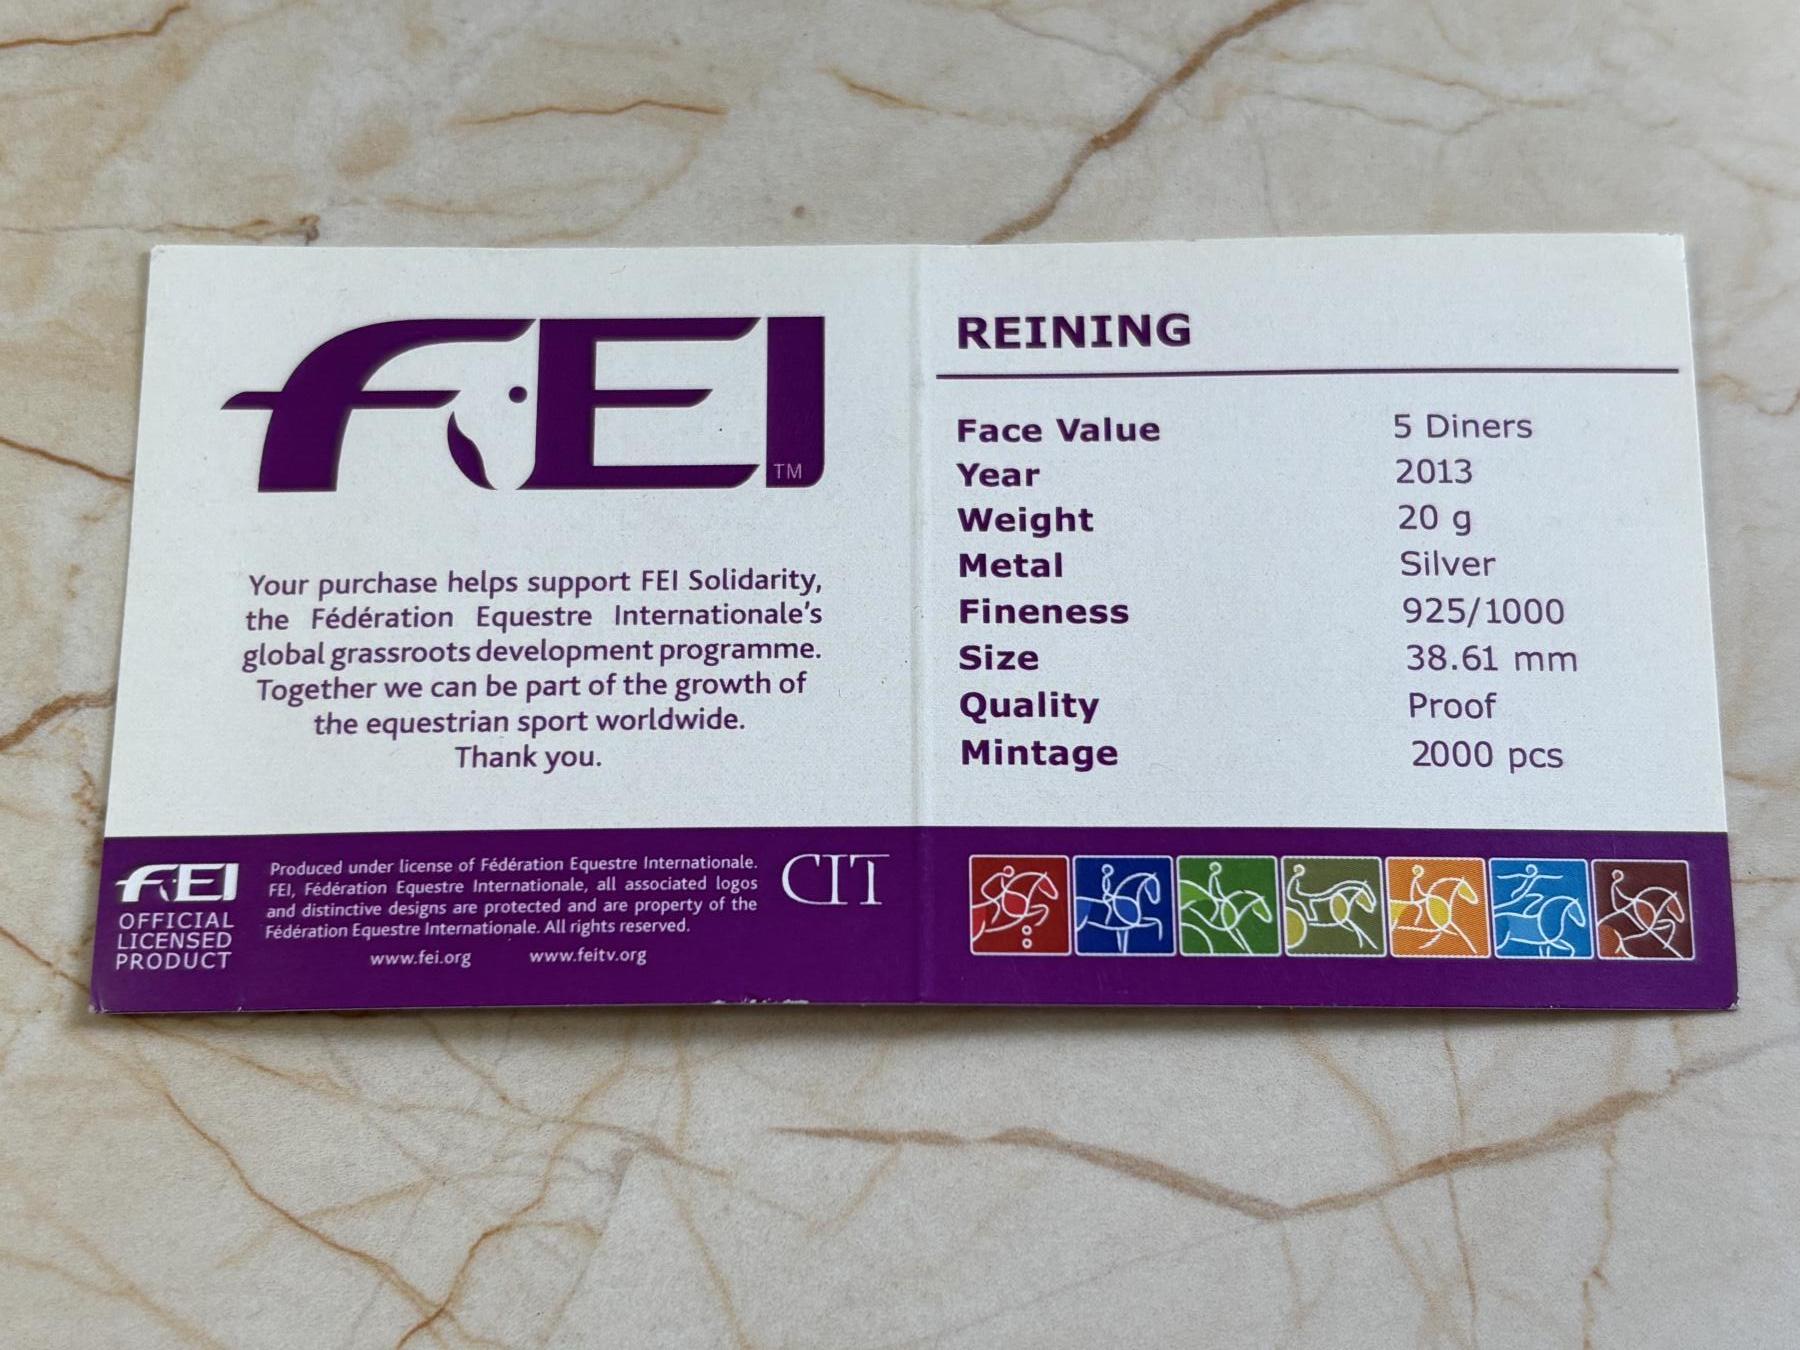 FEI
TM
Your purchase helps support FEI Solidarity,
the Fédération Equestre Internationale's
global grassroots development programme.
Together we can be part of the growth of
the equestrian sport worldwide.
Thank you.
FEI
OFFICIAL
LICENSED
PRODUCT
Produced under license of Fédération Equestre Internationale.
FEI, Fédération Equestre Internationale, all associated logos
and distinctive designs are protected and are property of the
Fédération Equestre Internationale. All rights reserved.
www.fei.org www.feitv.org
CIT
REINING
Face Value 5 Diners
Year 2013
Weight 20 g
Metal Silver
Fineness 925/1000
Size 38.61 mm
Quality Proof
Mintage 2000 pcs